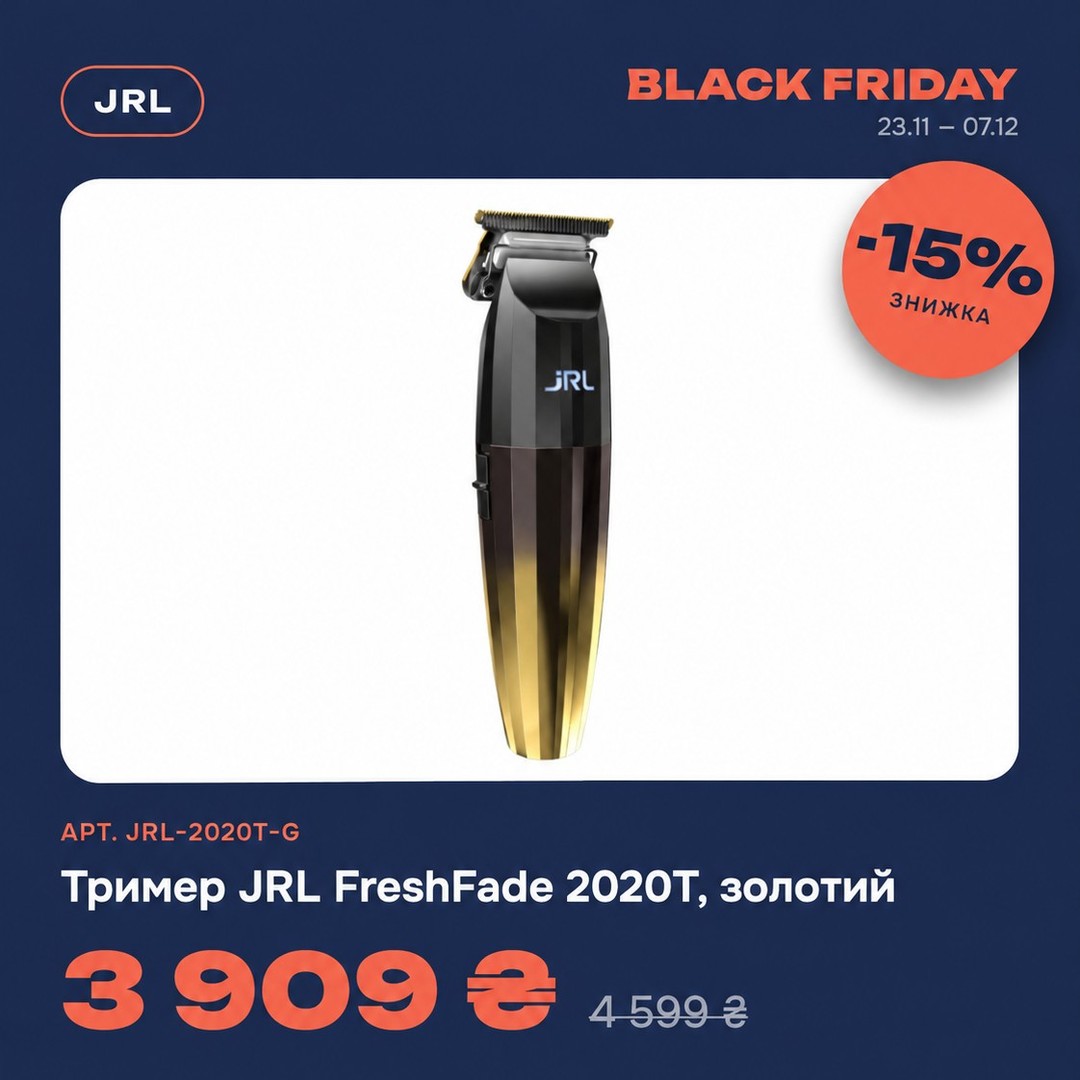 JRL
BLACK FRIDAY
23.11 – 07.12
-15%
ЗНИЖКА
JRL
АРТ. JRL-2020T-G
Тример JRL FreshFade 2020T, золотий
3 909 ₴
4 599 ₴